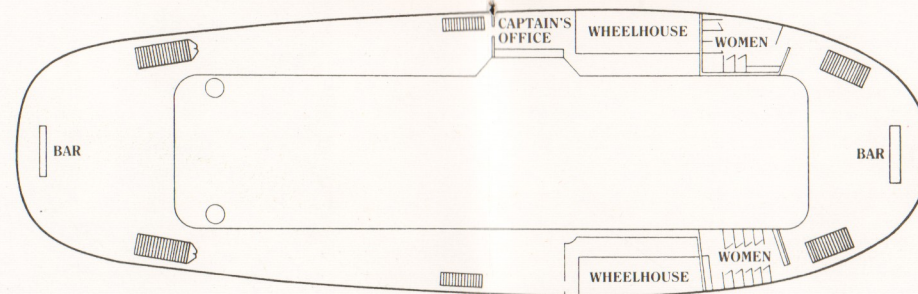 CAPTAIN'S
OFFICE
WHEELHOUSE
WOMEN
BAR
BAR
WOMEN
WHEELHOUSE